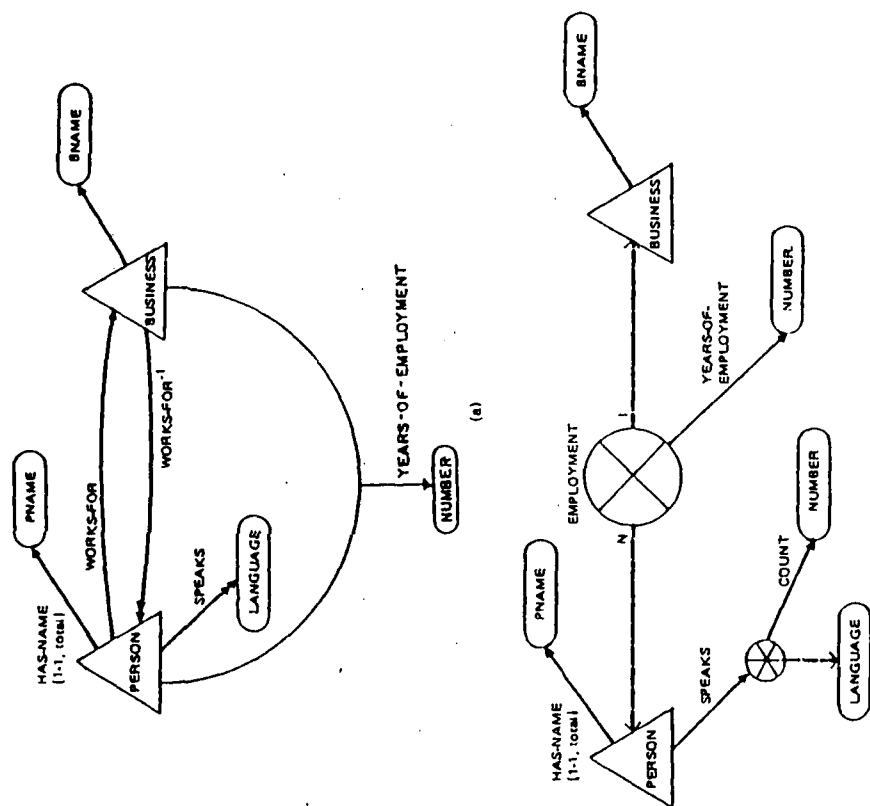 PNAME
BNAME
HAS-NAME
[1-1, total]
WORKS-FOR
PERSON
BUSINESS
WORKS-FOR⁻¹
SPEAKS
LANGUAGE
YEARS-OF-EMPLOYMENT
NUMBER
(a)
PNAME
BNAME
HAS-NAME
[1-1, total]
EMPLOYMENT
PERSON
N
1
BUSINESS
SPEAKS
YEARS-OF-
EMPLOYMENT
COUNT
NUMBER
NUMBER
LANGUAGE